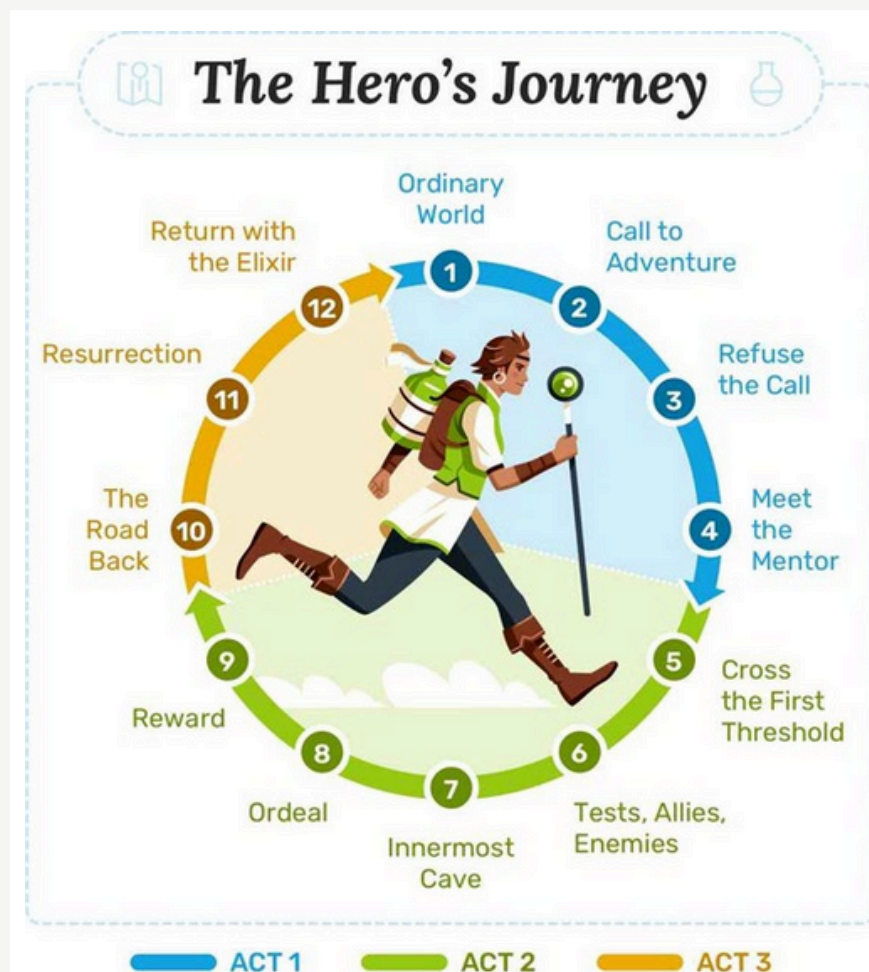 The Hero's Journey
1
Ordinary
World
2
Call to
Adventure
3
Refuse
the Call
4
Meet
the
Mentor
5
Cross
the First
Threshold
6
Tests, Allies,
Enemies
7
Innermost
Cave
8
Ordeal
9
Reward
10
The
Road
Back
11
Resurrection
12
Return with
the Elixir
ACT 1
ACT 2
ACT 3